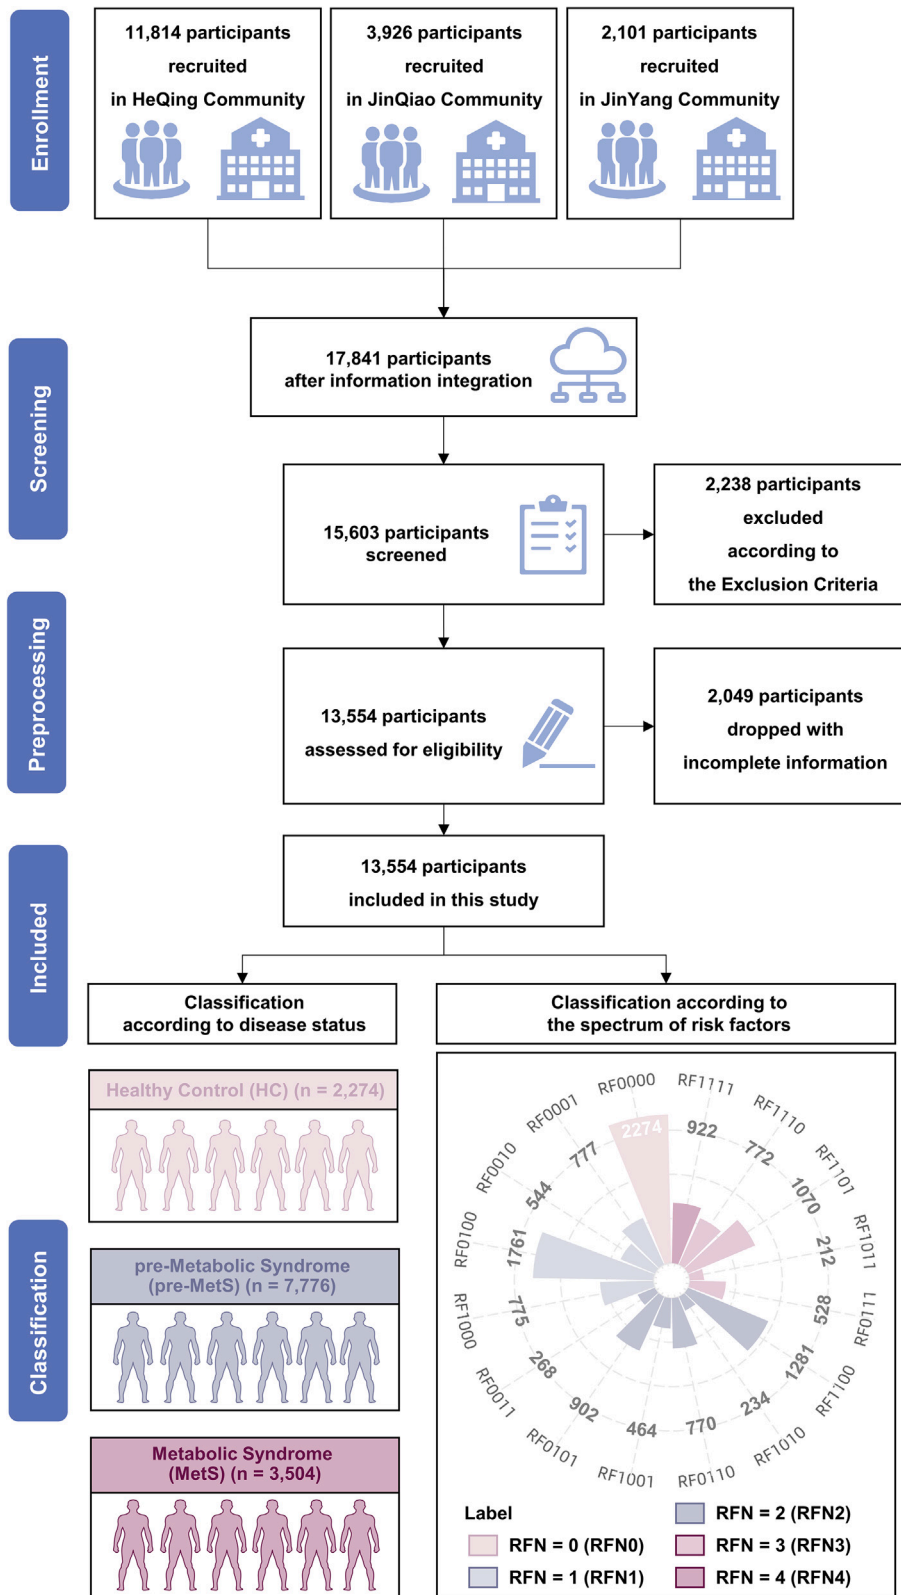 Enrollment
11,814 participants
recruited
in HeQing Community
3,926 participants
recruited
in JinQiao Community
2,101 participants
recruited
in JinYang Community
Screening
17,841 participants
after information integration
15,603 participants
screened
2,238 participants
excluded
according to
the Exclusion Criteria
Preprocessing
13,554 participants
assessed for eligibility
2,049 participants
dropped with
incomplete information
Included
13,554 participants
included in this study
Classification
according to disease status
Classification according to
the spectrum of risk factors
Classification
Healthy Control (HC) (n = 2,274)
pre-Metabolic Syndrome
(pre-MetS) (n = 7,776)
Metabolic Syndrome
(MetS) (n = 3,504)
RF0000
2274
RF1111
922
RF1110
772
RF1101
1070
RF1011
212
RF0111
528
RF1100
1281
RF1010
234
RF0110
770
RF1001
464
RF0101
902
RF0011
268
RF1000
775
RF0100
1761
RF0010
544
RF0001
777
Label
RFN = 0 (RFN0)
RFN = 1 (RFN1)
RFN = 2 (RFN2)
RFN = 3 (RFN3)
RFN = 4 (RFN4)